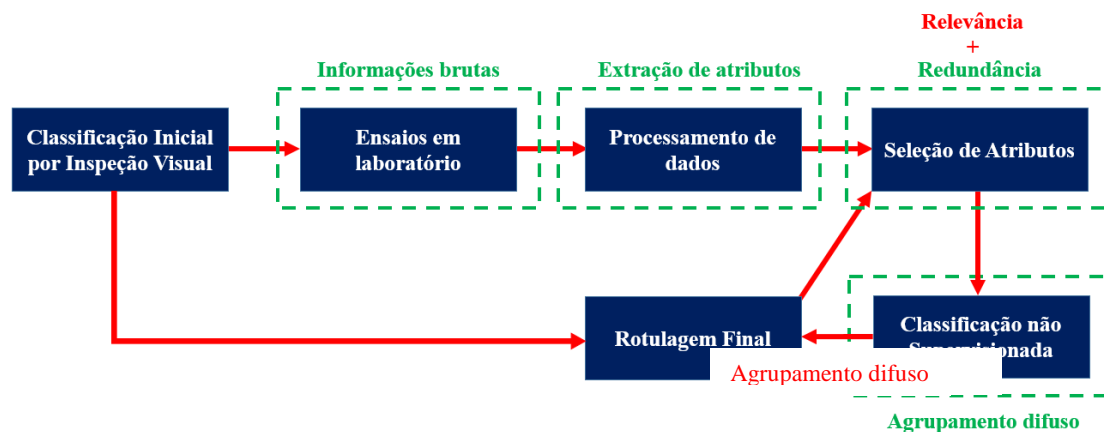 Relevância
+
Redundância
Informações brutas
Extração de atributos
Classificação Inicial
por Inspeção Visual
Ensaios em
laboratório
Processamento de
dados
Seleção de Atributos
Rotulagem Final
Classificação não
Supervisionada
Agrupamento difuso
Agrupamento difuso